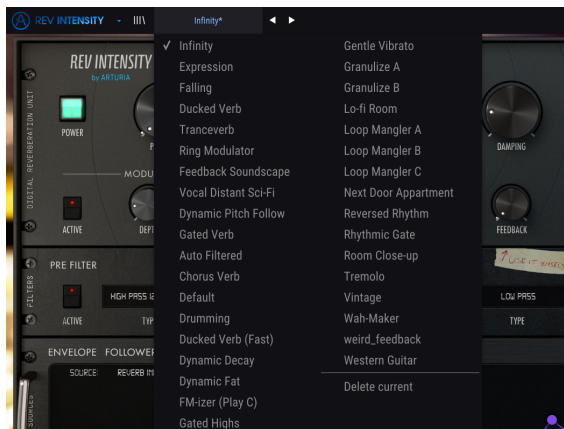 REV INTENSITY
Infinity*
REV INTENSITY
by ARTURIA
DIGITAL REVERBERATION UNIT
POWER
DAMPING
MODU
ACTIVE
DEPT
FEEDBACK
✓ Infinity
Expression
Falling
Ducked Verb
Tranceverb
Ring Modulator
Feedback Soundscape
Vocal Distant Sci-Fi
Dynamic Pitch Follow
Gated Verb
Auto Filtered
Chorus Verb
Default
Drumming
Ducked Verb (Fast)
Dynamic Decay
Dynamic Fat
FM-izer (Play C)
Gated Highs
Gentle Vibrato
Granulize A
Granulize B
Lo-fi Room
Loop Mangler A
Loop Mangler B
Loop Mangler C
Next Door Appartment
Reversed Rhythm
Rhythmic Gate
Room Close-up
Tremolo
Vintage
Wah-Maker
weird_feedback
Western Guitar
Delete current
FILTERS
PRE FILTER
HIGH PASS 12
ACTIVE
TYP
USE IT WISELY
LOW PASS
TYPE
ENVELOPE FOLLOWER
SOURCE: REVERB IN
SOURCES